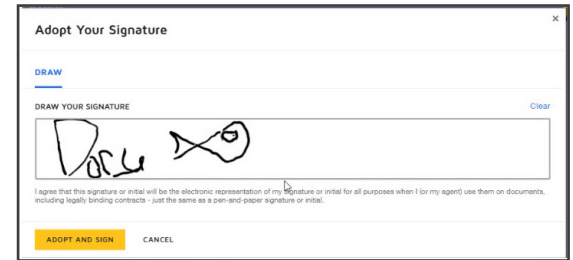 Adopt Your Signature
×
DRAW
DRAW YOUR SIGNATURE Clear
I agree that this signature or initial will be the electronic representation of my signature or initial for all purposes when I (or my agent) use them on documents,
including legally binding contracts - just the same as a pen-and-paper signature or initial.
ADOPT AND SIGN CANCEL